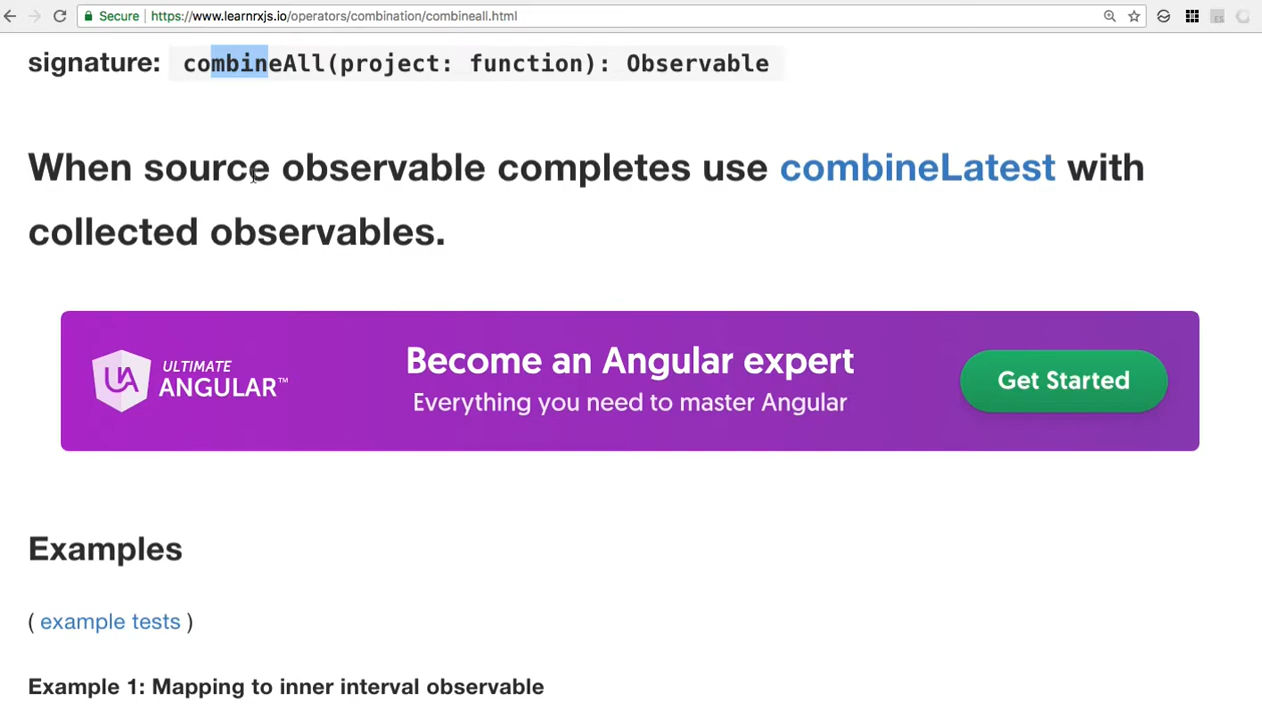 Secure https://www.learnrxjs.io/operators/combination/combineall.html
signature: combineAll(project: function): Observable
When source observable completes use combineLatest with
collected observables.
ULTIMATE
ANGULAR™
Become an Angular expert
Everything you need to master Angular
Get Started
Examples
( example tests )
Example 1: Mapping to inner interval observable